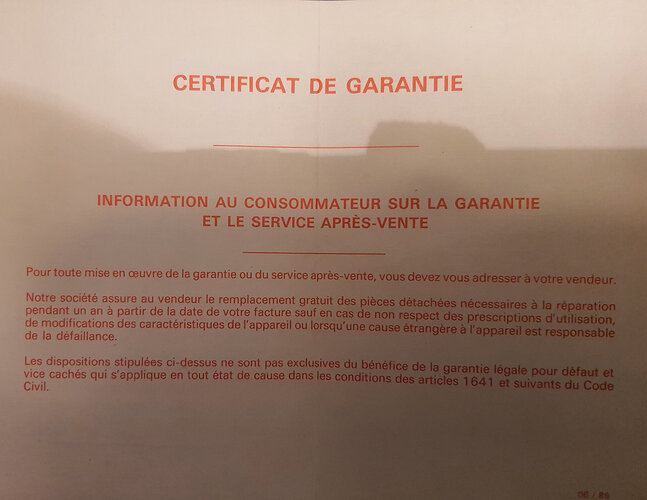 CERTIFICAT DE GARANTIE
INFORMATION AU CONSOMMATEUR SUR LA GARANTIE
ET LE SERVICE APRÈS-VENTE
Pour toute mise en œuvre de la garantie ou du service après-vente, vous devez vous adresser à votre vendeur.
Notre société assure au vendeur le remplacement gratuit des pièces détachées nécessaires à la réparation
pendant un an à partir de la date de votre facture sauf en cas de non respect des prescriptions d'utilisation,
de modifications des caractéristiques de l'appareil ou lorsqu'une cause étrangère à l'appareil est responsable
de la défaillance.
Les dispositions stipulées ci-dessus ne sont pas exclusives du bénéfice de la garantie légale pour défaut et
vice cachés qui s'applique en tout état de cause dans les conditions des articles 1641 et suivants du Code
Civil.